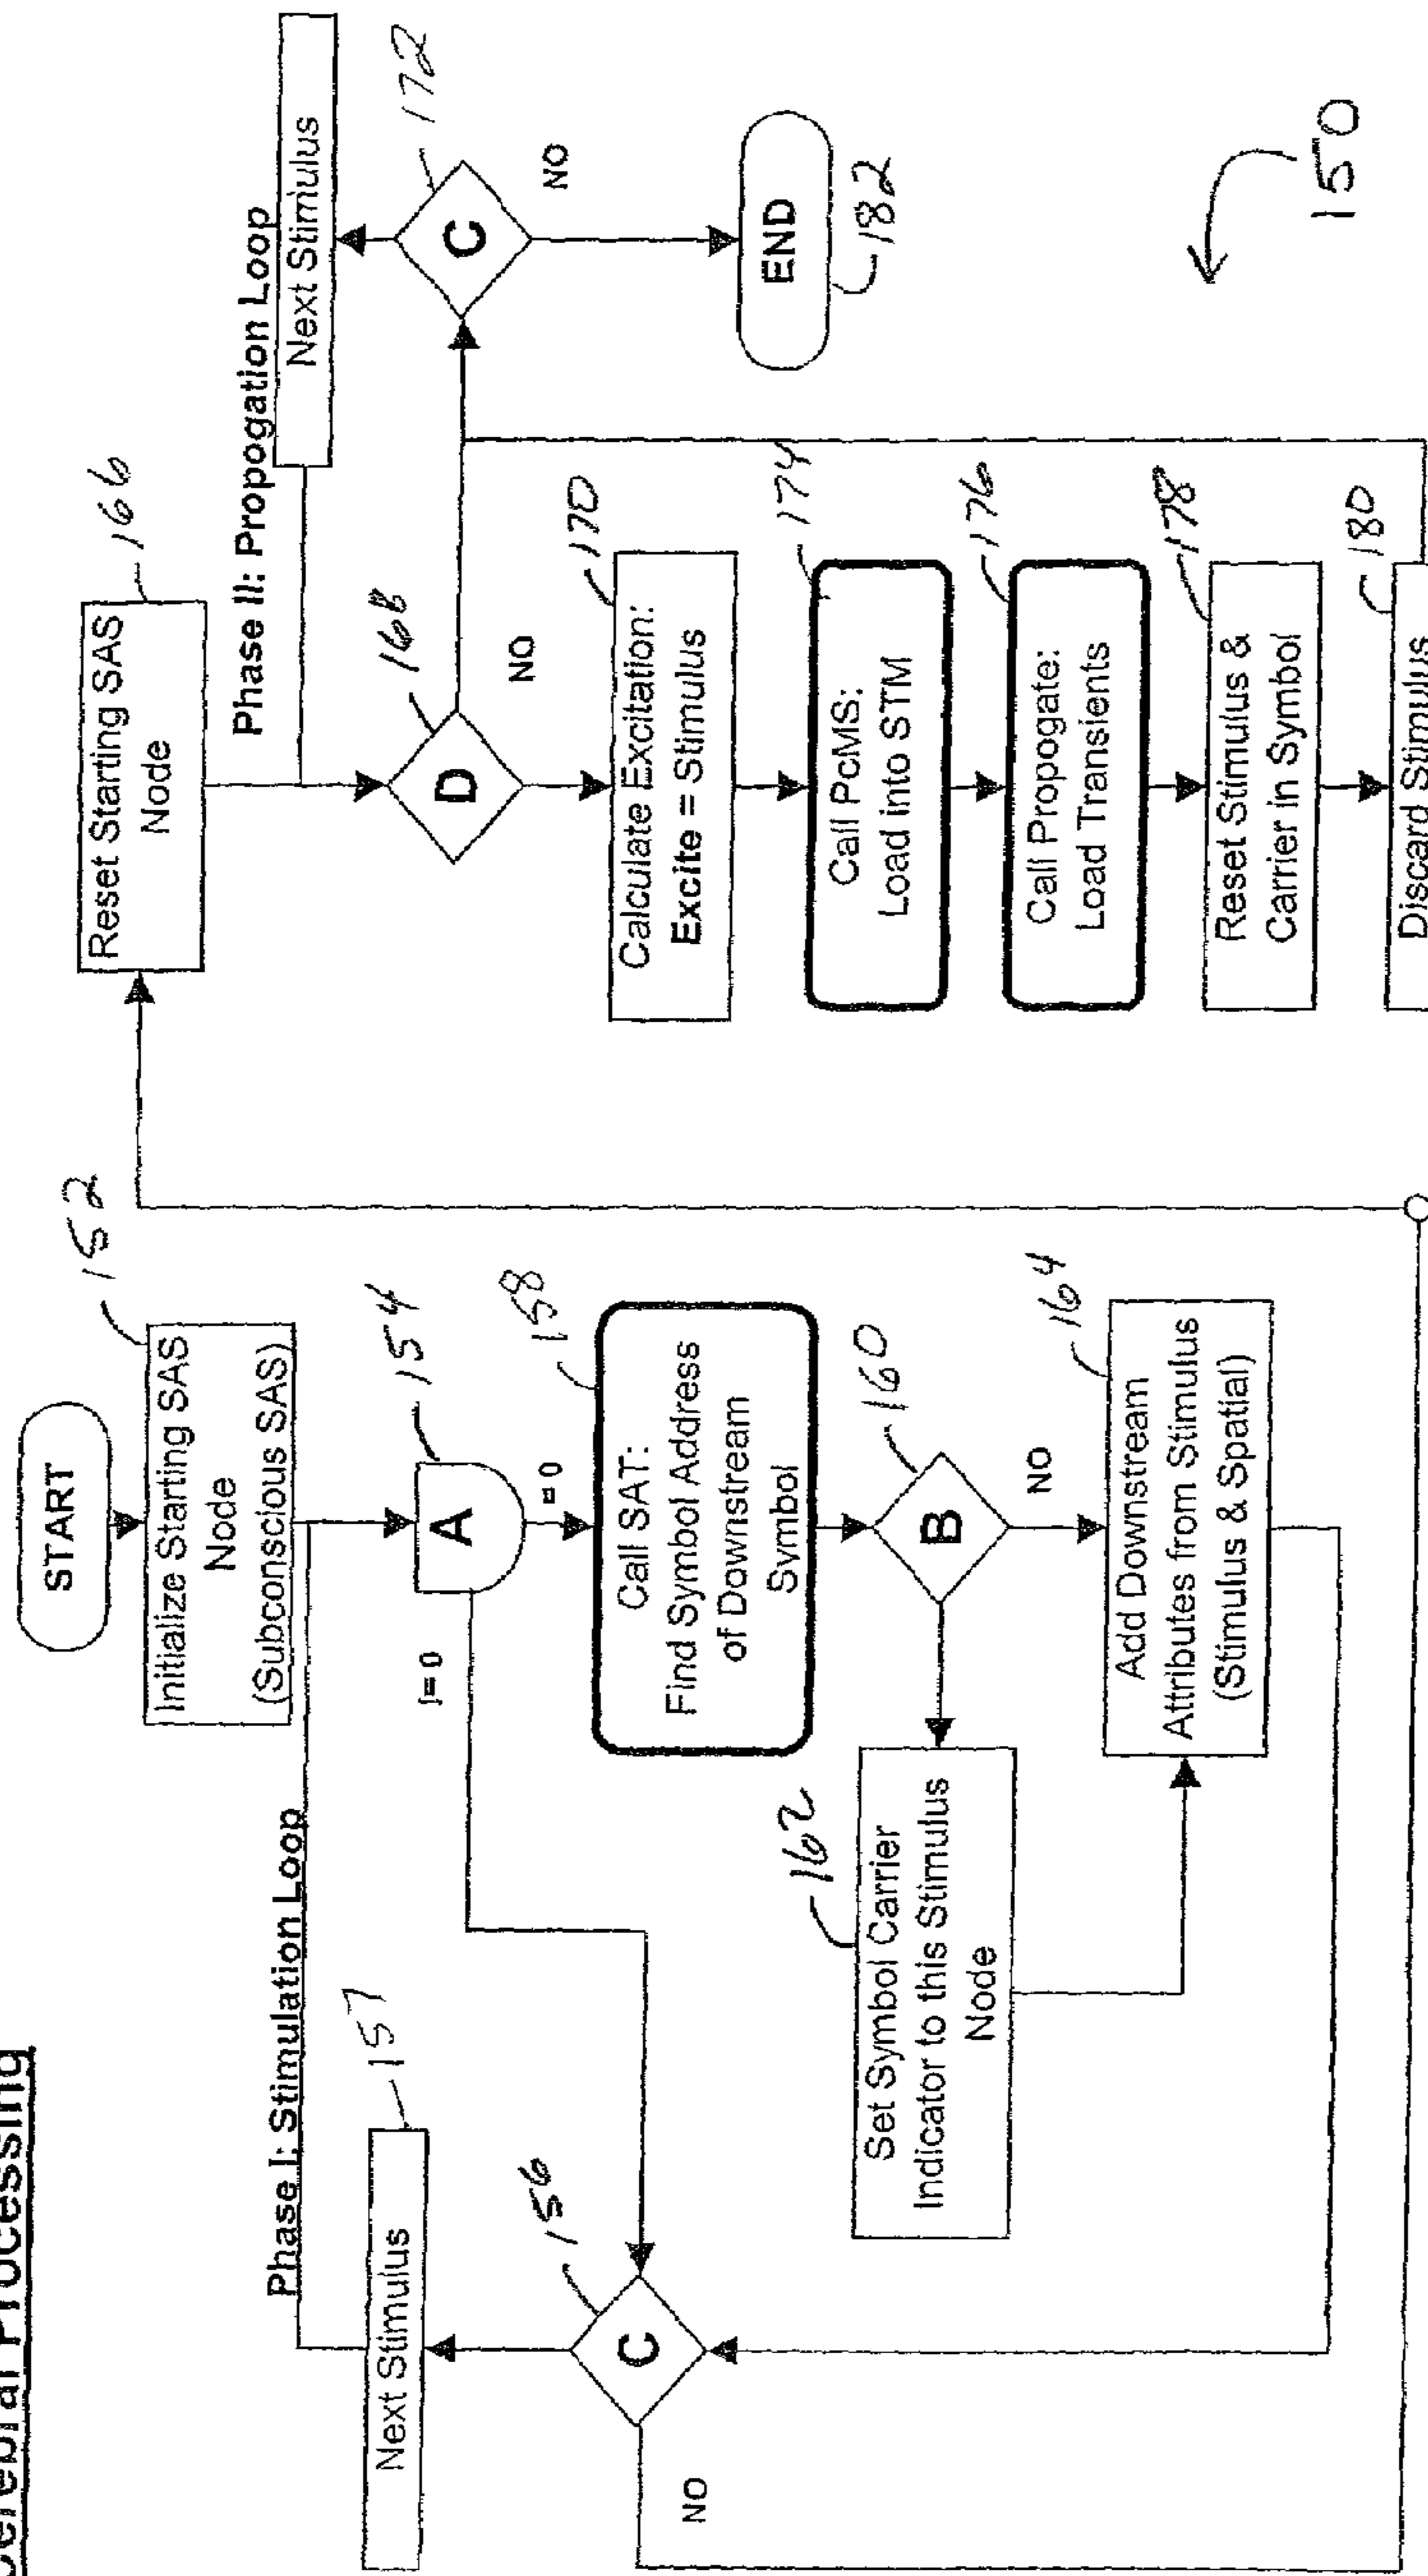 Cerebral Processing
START
152
Initialize Starting SAS
Node
(Subconscious SAS)
Phase I: Stimulation Loop
157
Next Stimulus
154
A
!= 0
= 0
158
Call SAT:
Find Symbol Address
of Downstream
Symbol
156
C
NO
160
B
NO
162
Set Symbol Carrier
Indicator to this Stimulus
Node
164
Add Downstream
Attributes from Stimulus
(Stimulus & Spatial)
166
Reset Starting SAS
Node
Phase II: Propogation Loop
Next Stimulus
168
D
NO
172
C
NO
170
Calculate Excitation:
Excite = Stimulus
174
Call PcMS:
Load into STM
176
Call Propogate:
Load Transients
178
Reset Stimulus &
Carrier in Symbol
180
Discard Stimulus
END
182
150